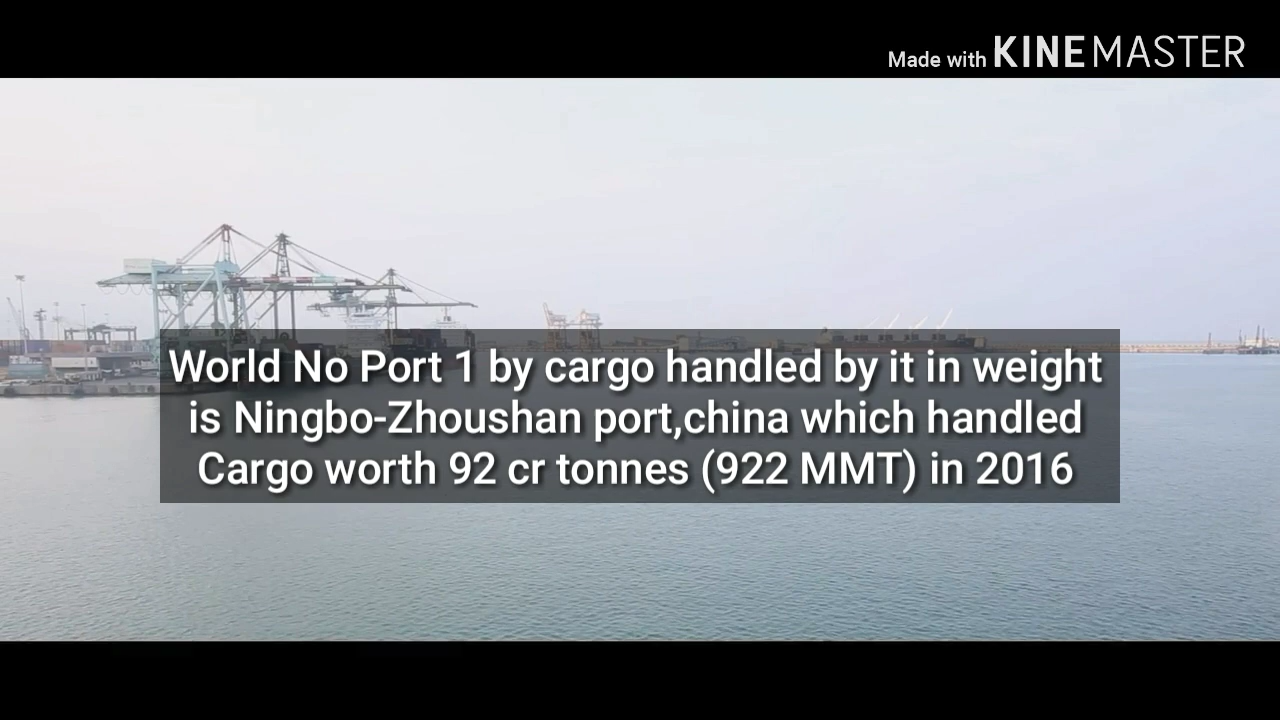 Made with KINEMASTER
World No Port 1 by cargo handled by it in weight
is Ningbo-Zhoushan port,china which handled
Cargo worth 92 cr tonnes (922 MMT) in 2016